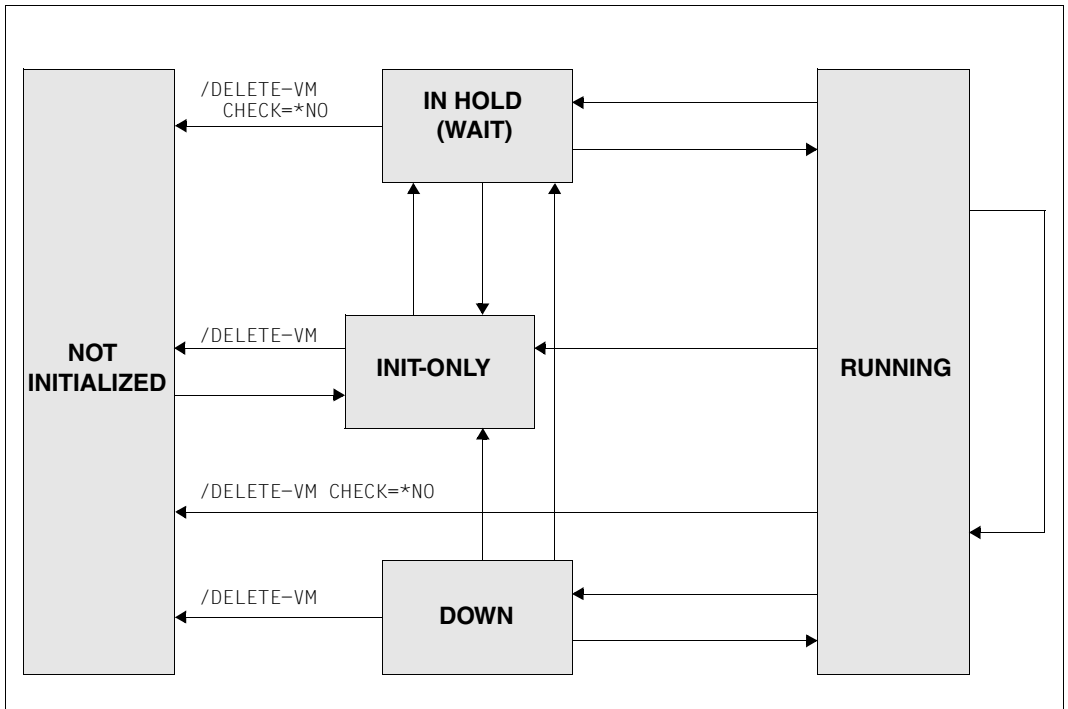 /DELETE-VM
CHECK=*NO
IN HOLD
(WAIT)
/DELETE-VM
NOT
INITIALIZED
INIT-ONLY
RUNNING
/DELETE-VM CHECK=*NO
/DELETE-VM
DOWN